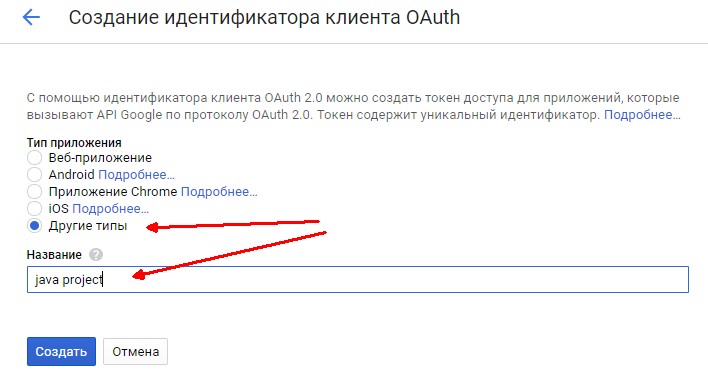 Создание идентификатора клиента OAuth
С помощью идентификатора клиента OAuth 2.0 можно создать токен доступа для приложений, которые
вызывают API Google по протоколу OAuth 2.0. Токен содержит уникальный идентификатор. Подробнее…
Тип приложения
Веб-приложение
Android Подробнее…
Приложение Chrome Подробнее…
iOS Подробнее…
Другие типы
Название ?
java project
Создать Отмена